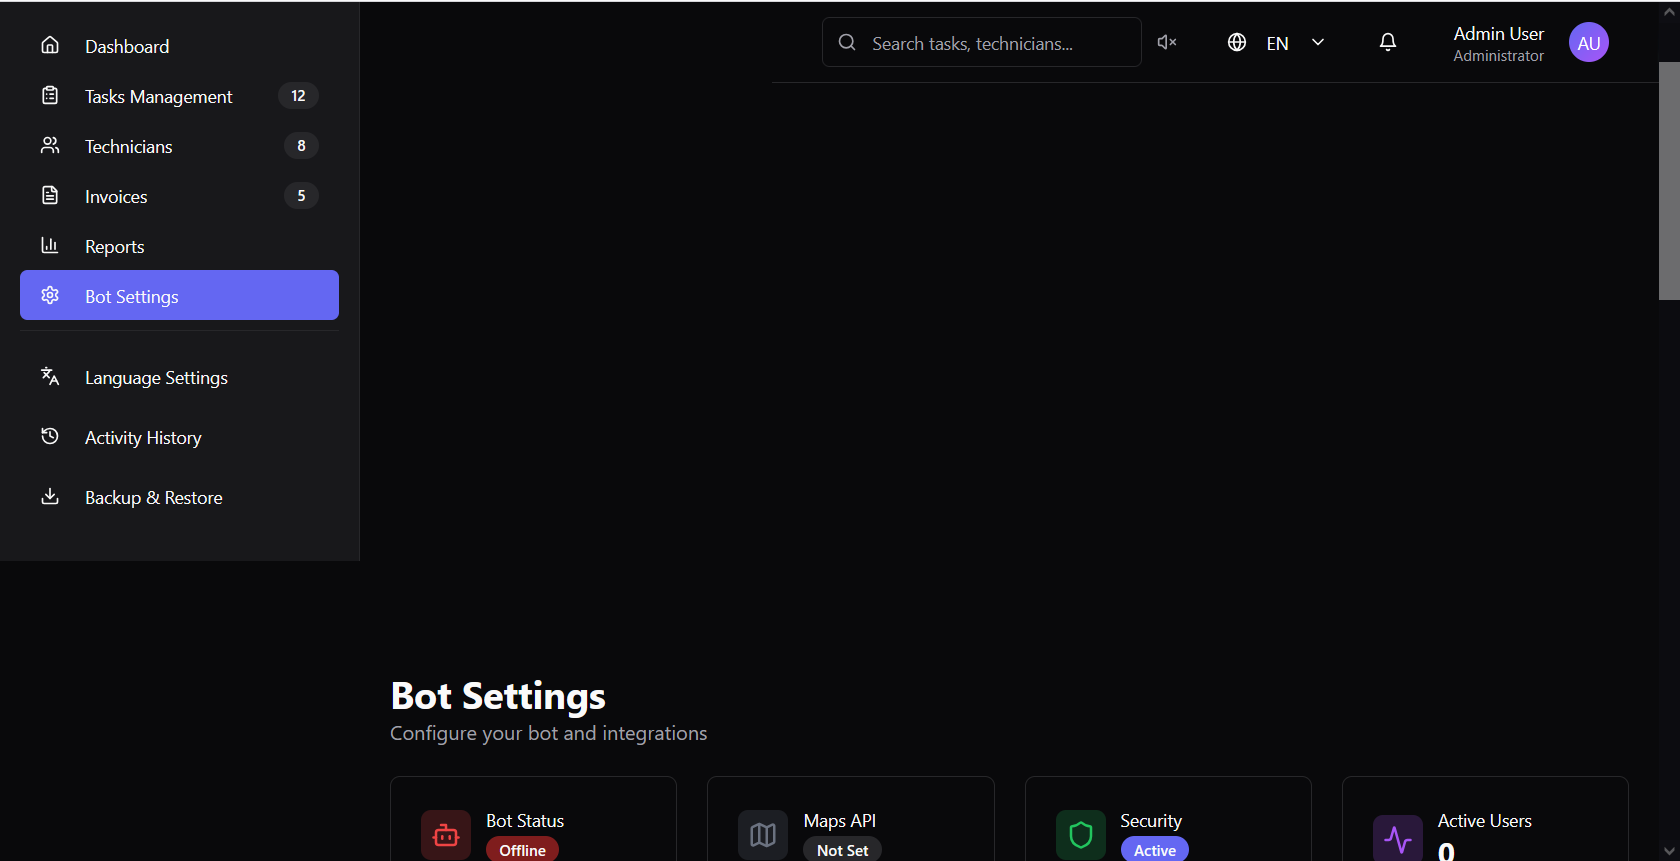 Dashboard
Tasks Management 12
Technicians 8
Invoices 5
Reports
Bot Settings
Language Settings
Activity History
Backup & Restore
Search tasks, technicians...
EN
Admin User
Administrator
AU
Bot Settings
Configure your bot and integrations
Bot Status
Offline
Maps API
Not Set
Security
Active
Active Users
0